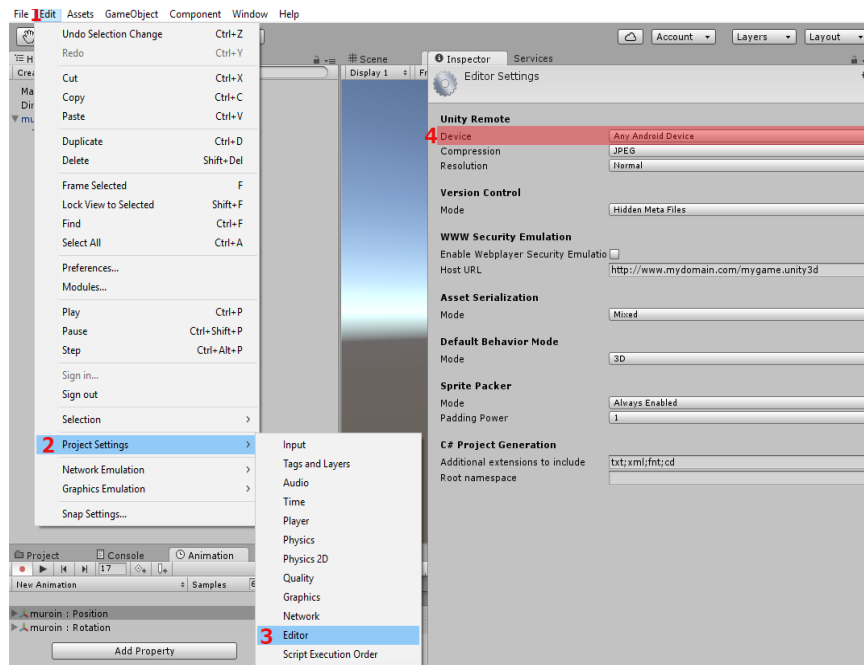 File Edit Assets GameObject Component Window Help
1
Account Layers Layout
Undo Selection Change Ctrl+Z
Redo Ctrl+Y
Cut Ctrl+X
Copy Ctrl+C
Paste Ctrl+V
Duplicate Ctrl+D
Delete Shift+Del
Frame Selected F
Lock View to Selected Shift+F
Find Ctrl+F
Select All Ctrl+A
Preferences...
Modules...
Play Ctrl+P
Pause Ctrl+Shift+P
Step Ctrl+Alt+P
Sign in...
Sign out
Selection
2 Project Settings
Network Emulation
Graphics Emulation
Snap Settings...
Input
Tags and Layers
Audio
Time
Player
Physics
Physics 2D
Quality
Graphics
Network
3 Editor
Script Execution Order
Scene
Display 1
Inspector Services
Editor Settings
Unity Remote
4 Device Any Android Device
Compression JPEG
Resolution Normal
Version Control
Mode Hidden Meta Files
WWW Security Emulation
Enable Webplayer Security Emulatio
Host URL http://www.mydomain.com/mygame.unity3d
Asset Serialization
Mode Mixed
Default Behavior Mode
Mode 3D
Sprite Packer
Mode Always Enabled
Padding Power 1
C# Project Generation
Additional extensions to include txt;xml;fnt;cd
Root namespace
Project Console Animation
17
New Animation Samples 6
muroin : Position
muroin : Rotation
Add Property